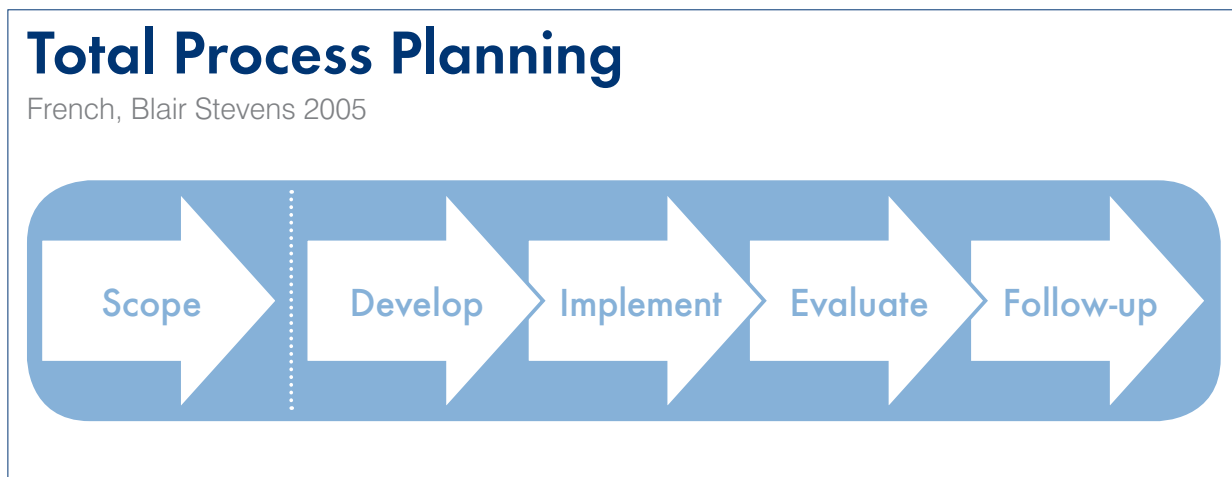 Total Process Planning
French, Blair Stevens 2005
Scope
Develop
Implement
Evaluate
Follow-up